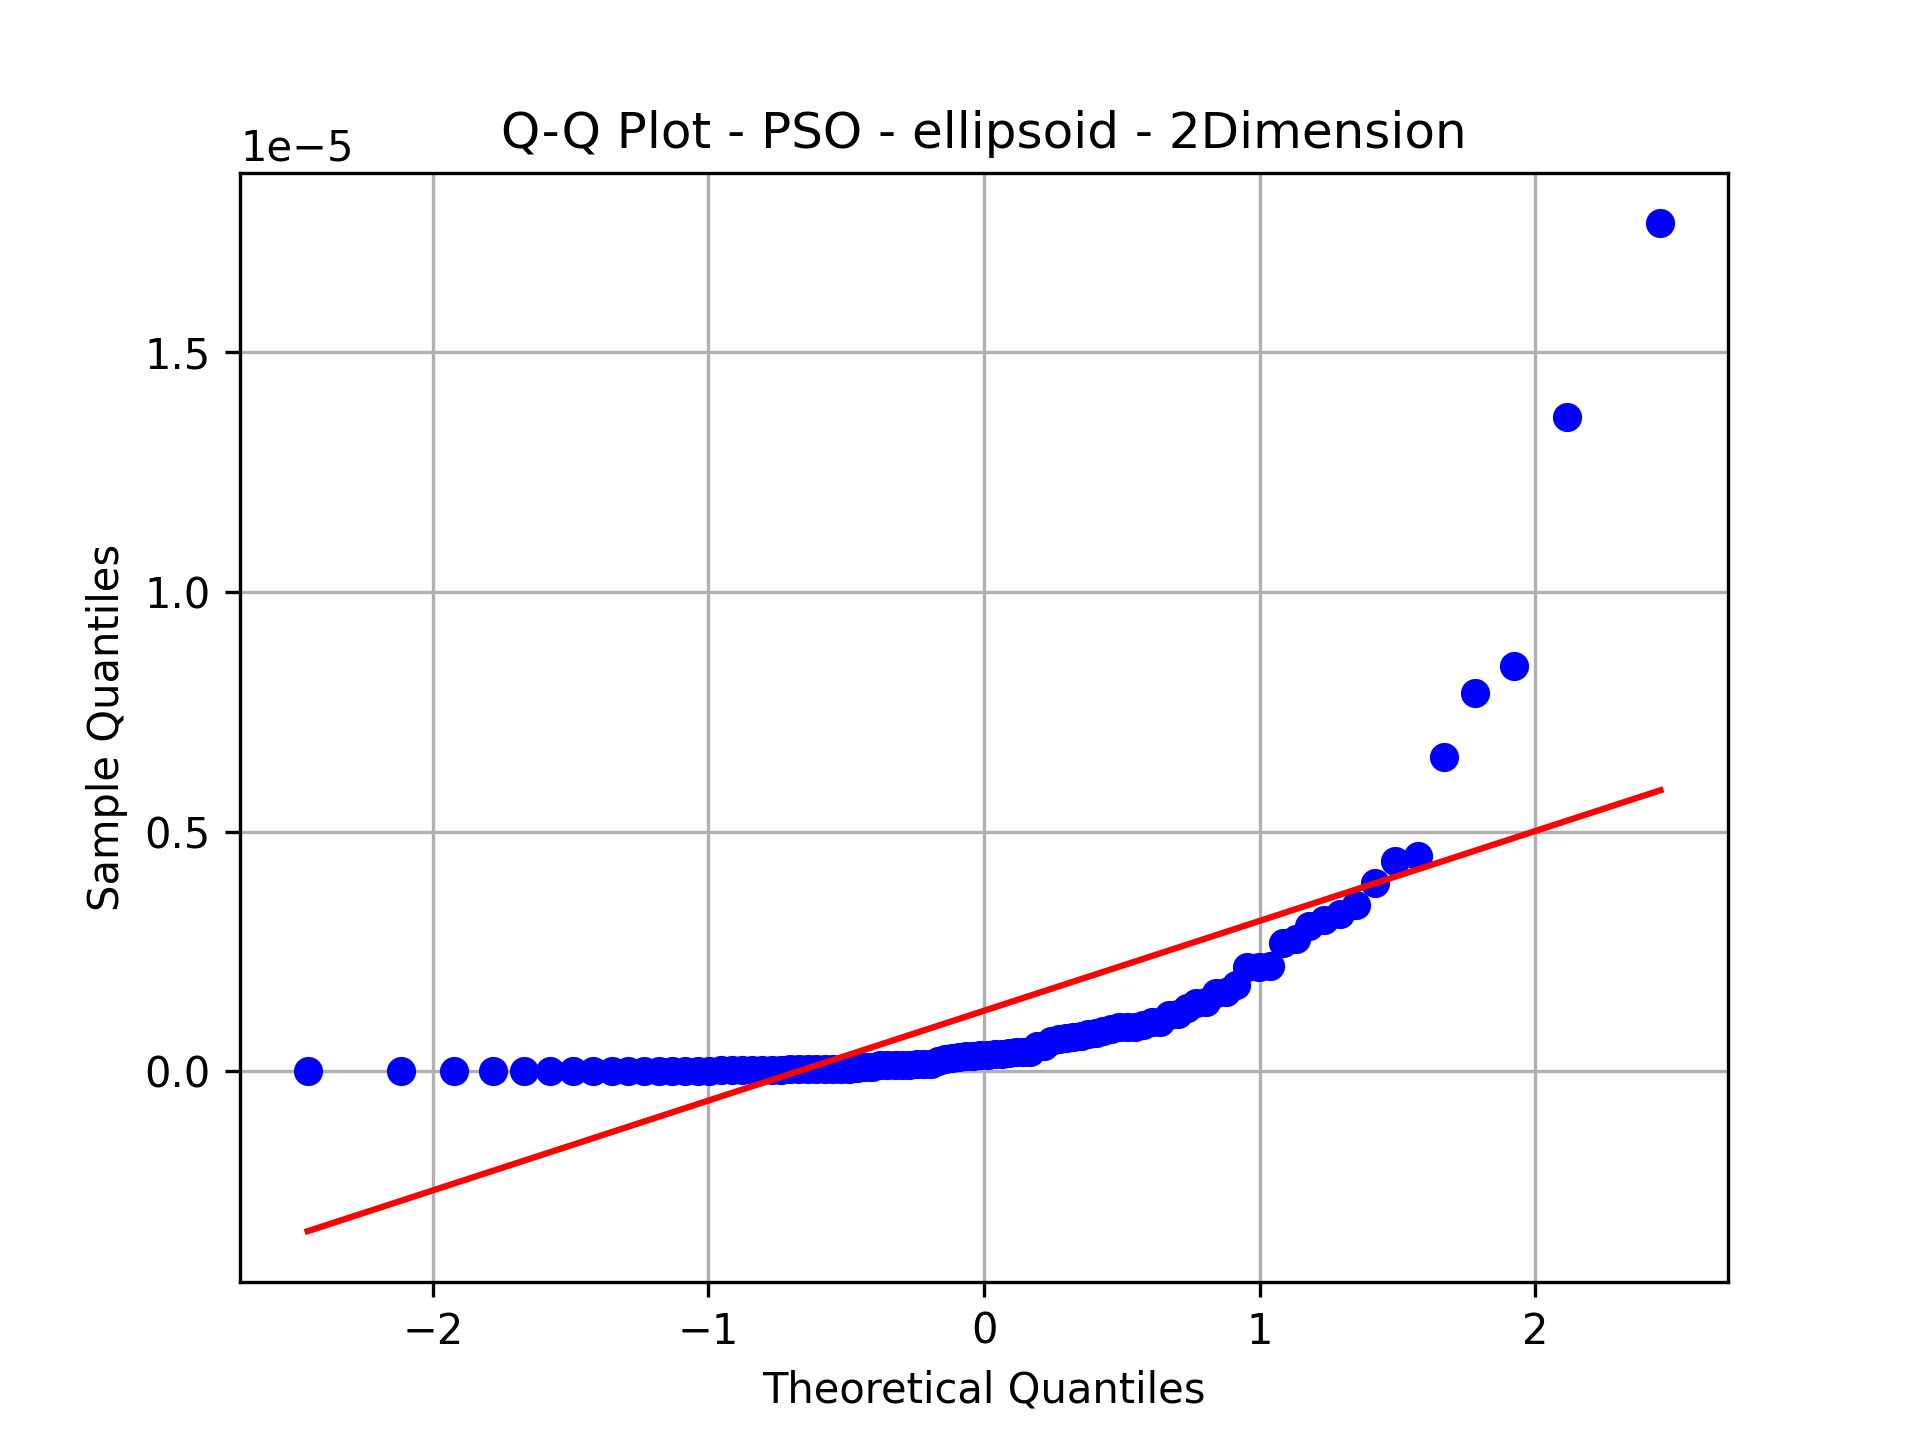 Q-Q Plot - PSO - ellipsoid - 2Dimension
1e−5
1.5
1.0
0.5
0.0
Sample Quantiles
−2
−1
0
1
2
Theoretical Quantiles